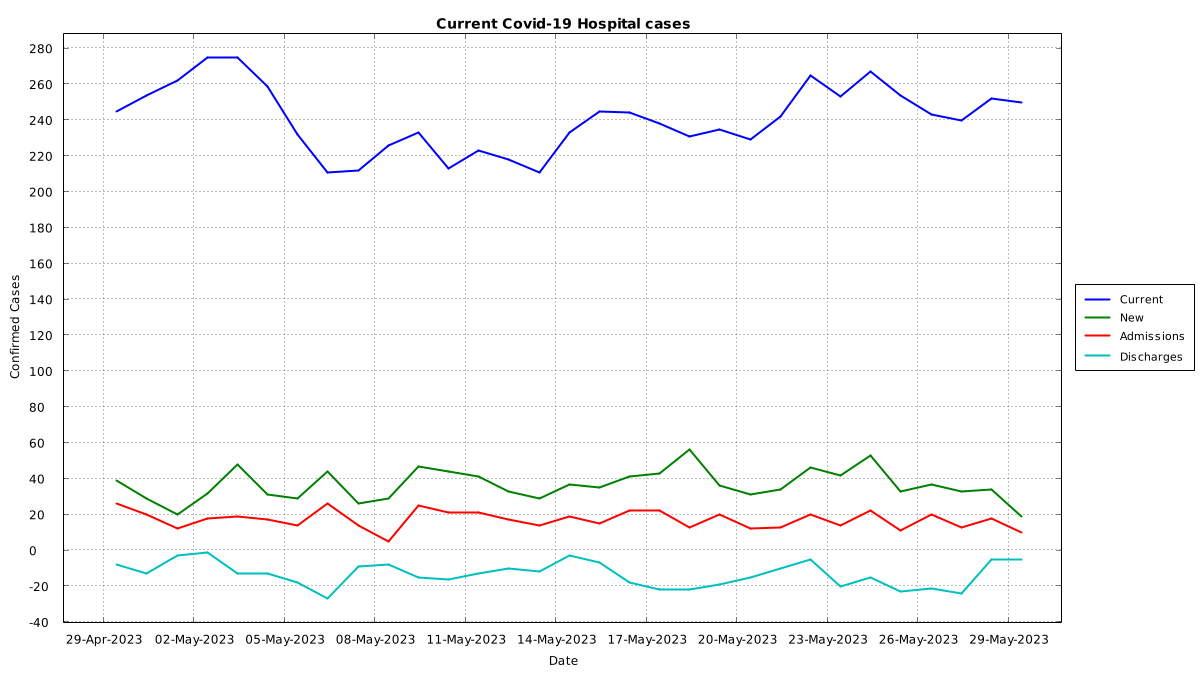 Current Covid-19 Hospital cases
280
260
240
220
200
180
160
140
120
100
80
60
40
20
0
-20
-40
Confirmed Cases
29-Apr-2023 02-May-2023 05-May-2023 08-May-2023 11-May-2023 14-May-2023 17-May-2023 20-May-2023 23-May-2023 26-May-2023 29-May-2023
Date
Current
New
Admissions
Discharges